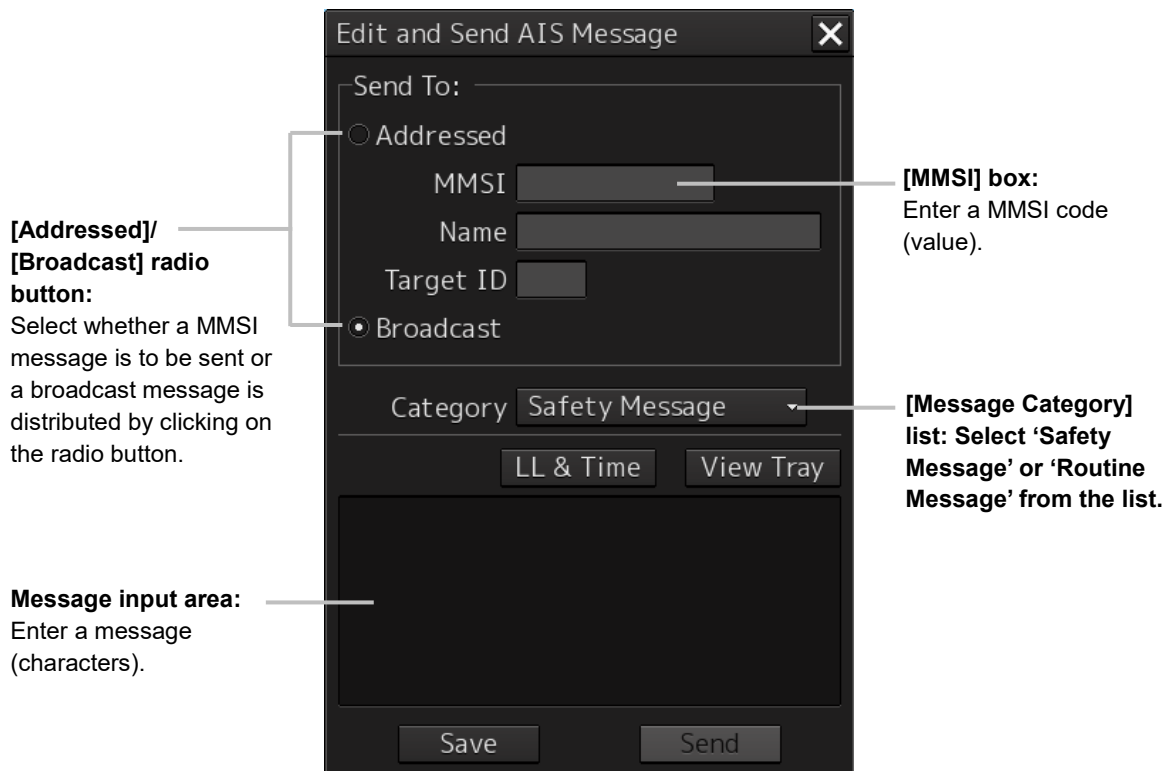 Edit and Send AIS Message
Send To:
Addressed
MMSI
Name
Target ID
Broadcast
Category Safety Message
LL & Time View Tray
Save Send
[Addressed]/
[Broadcast] radio
button:
Select whether a MMSI
message is to be sent or
a broadcast message is
distributed by clicking on
the radio button.
Message input area:
Enter a message
(characters).
[MMSI] box:
Enter a MMSI code
(value).
[Message Category]
list: Select ‘Safety
Message’ or ‘Routine
Message’ from the list.